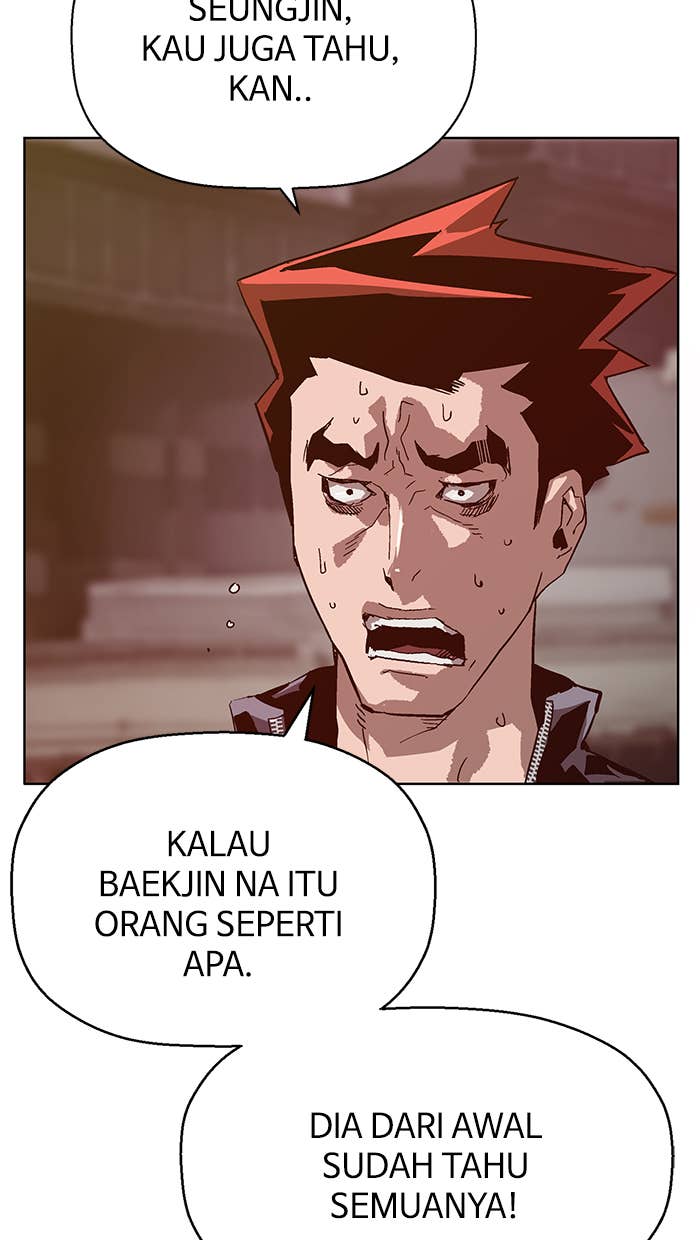 SEUNGJIN,
KAU JUGA TAHU,
KAN..
KALAU
BAEKJIN NA ITU
ORANG SEPERTI
APA.
DIA DARI AWAL
SUDAH TAHU
SEMUANYA!